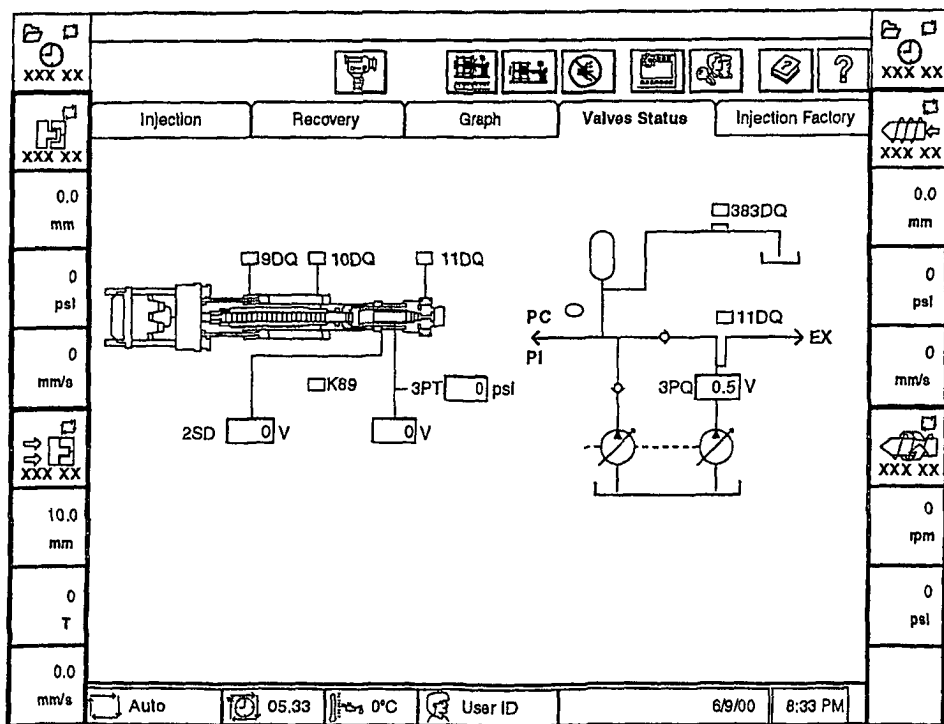 XXX XX
XXX XX
Injection
Recovery
Graph
Valves Status
Injection Factory
XXX XX
XXX XX
0.0
mm
0
psi
0
mm/s
XXX XX
10.0
mm
0
T
0.0
mm/s
9DQ
10DQ
11DQ
K89
3PT
0
psi
2SD
0 V
0 V
383DQ
PC
PI
11DQ
EX
3PQ
0.5 V
0.0
mm
0
psi
0
mm/s
XXX XX
0
rpm
0
psi
Auto
05.33
0°C
User ID
6/9/00
8:33 PM
?
?